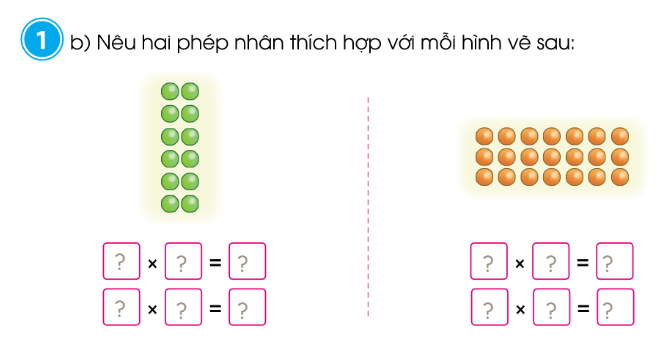 1 b) Nêu hai phép nhân thích hợp với mỗi hình vẽ sau:
? × ? = ?
? × ? = ?
? × ? = ?
? × ? = ?